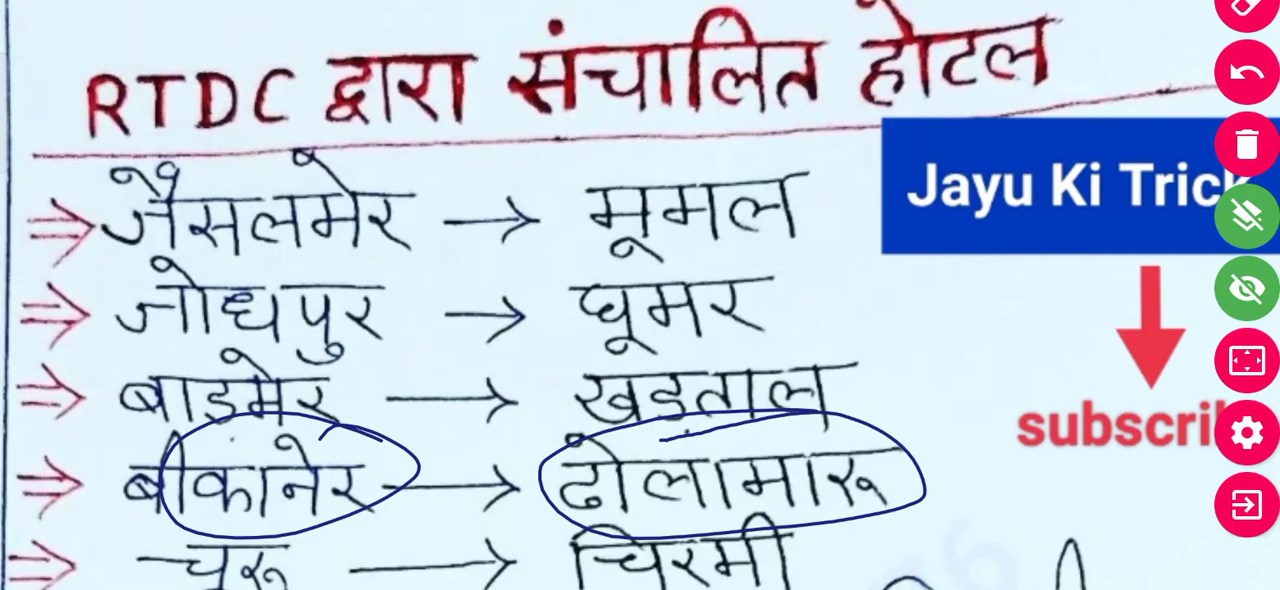 RTDC द्वारा संचालित होटल
Jayu Ki Trick
⇒ जैसलमेर → मूमल
⇒ जोधपुर → घूमर
⇒ बाड़मेर → खड़ताल
subscri
⇒ बीकानेर → ढोलामारू
⇒ चूरू → चिरमी